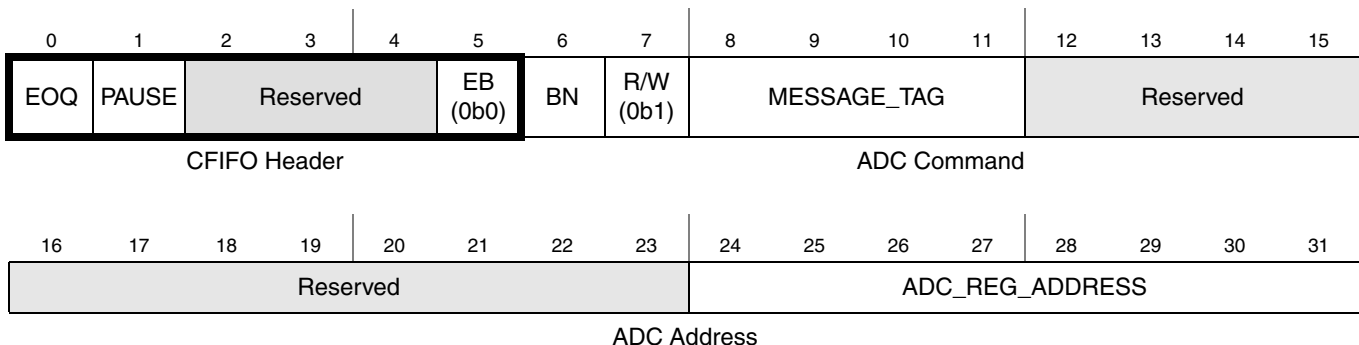 0 1 2 3 4 5 6 7 8 9 10 11 12 13 14 15
EOQ PAUSE Reserved EB (0b0) BN R/W (0b1) MESSAGE_TAG Reserved
CFIFO Header ADC Command
16 17 18 19 20 21 22 23 24 25 26 27 28 29 30 31
Reserved ADC_REG_ADDRESS
ADC Address